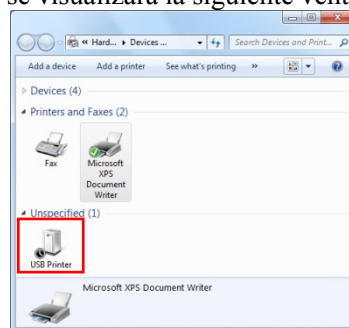 se visualizará la siguiente vent
« Hard... ▸ Devices ... Search Devices and Print...
Add a device Add a printer See what's printing »
Devices (4)
Printers and Faxes (2)
Fax
Microsoft
XPS
Document
Writer
Unspecified (1)
USB Printer
Microsoft XPS Document Writer